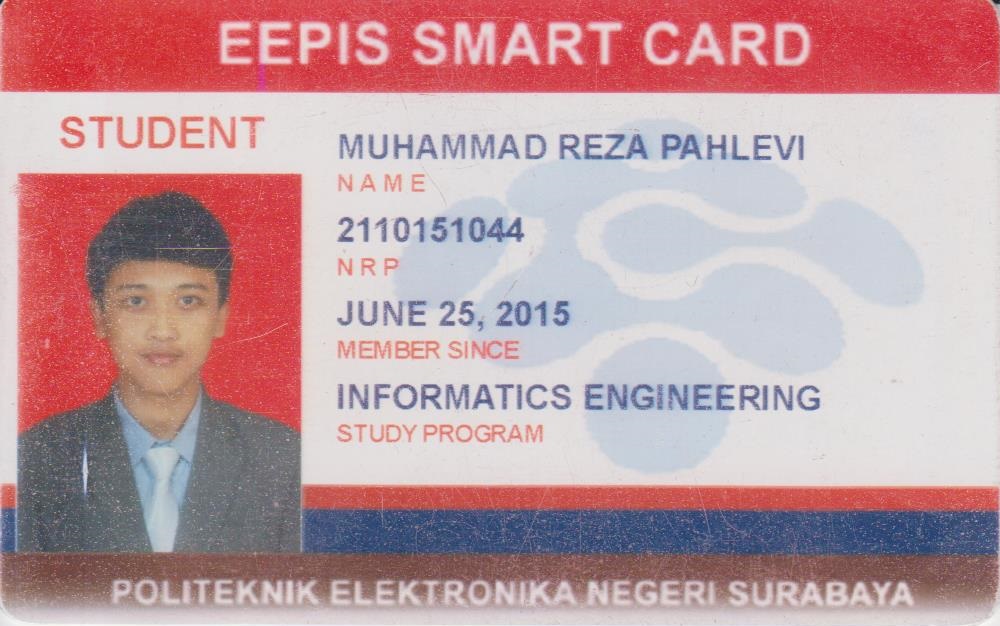 EEPIS SMART CARD
STUDENT
MUHAMMAD REZA PAHLEVI
NAME
2110151044
NRP
JUNE 25, 2015
MEMBER SINCE
INFORMATICS ENGINEERING
STUDY PROGRAM
POLITEKNIK ELEKTRONIKA NEGERI SURABAYA